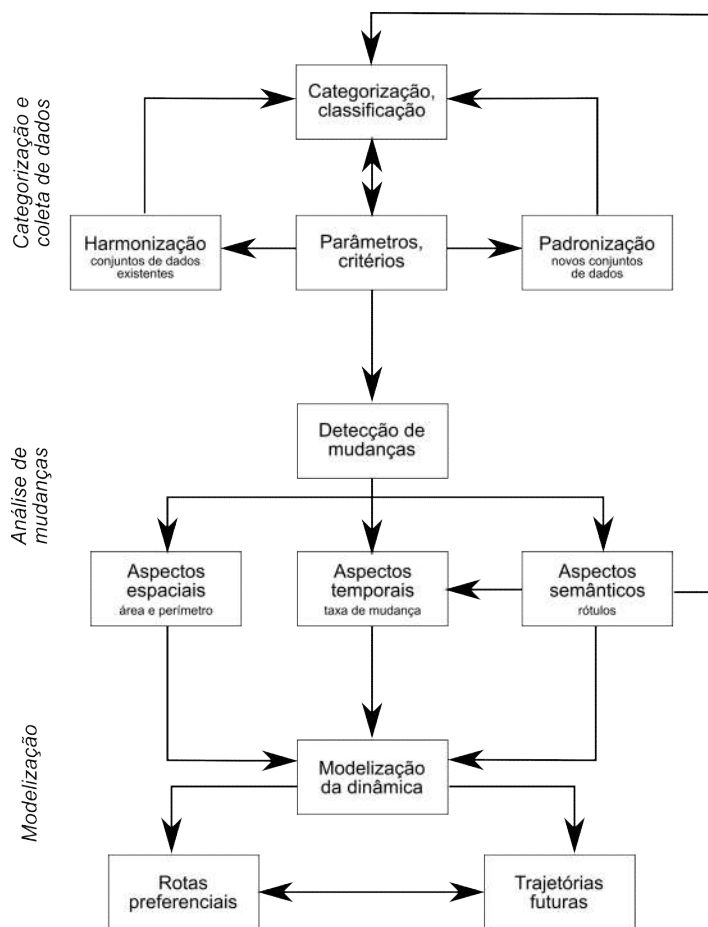 Categorização e
coleta de dados
Categorização,
classificação
Harmonização
conjuntos de dados
existentes
Parâmetros,
critérios
Padronização
novos conjuntos
de dados
Análise de
mudanças
Detecção de
mudanças
Aspectos
espaciais
área e perímetro
Aspectos
temporais
taxa de mudança
Aspectos
semânticos
rótulos
Modelização
Modelização
da dinâmica
Rotas
preferenciais
Trajetórias
futuras